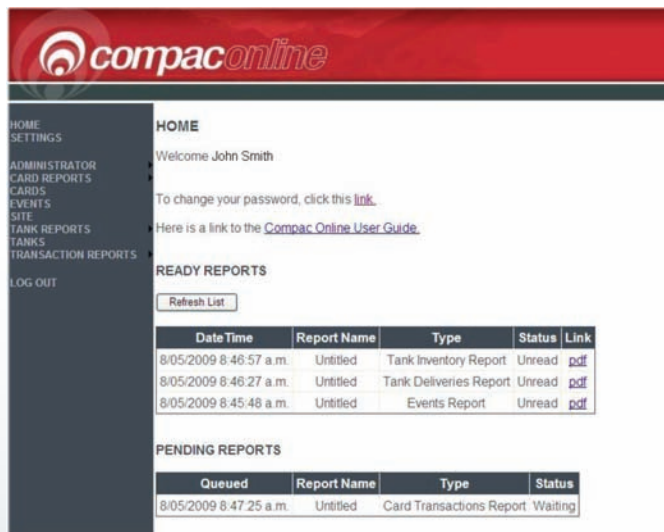 compaconline
HOME
SETTINGS
ADMINISTRATOR
CARD REPORTS
CARDS
EVENTS
SITE
TANK REPORTS
TANKS
TRANSACTION REPORTS
LOG OUT
HOME
Welcome John Smith
To change your password, click this link.
Here is a link to the Compac Online User Guide.
READY REPORTS
Refresh List
DateTime Report Name Type Status Link
8/05/2009 8:46:57 a.m. Untitled Tank Inventory Report Unread pdf
8/05/2009 8:46:27 a.m. Untitled Tank Deliveries Report Unread pdf
8/05/2009 8:45:48 a.m. Untitled Events Report Unread pdf
PENDING REPORTS
Queued Report Name Type Status
8/05/2009 8:47:25 a.m. Untitled Card Transactions Report Waiting